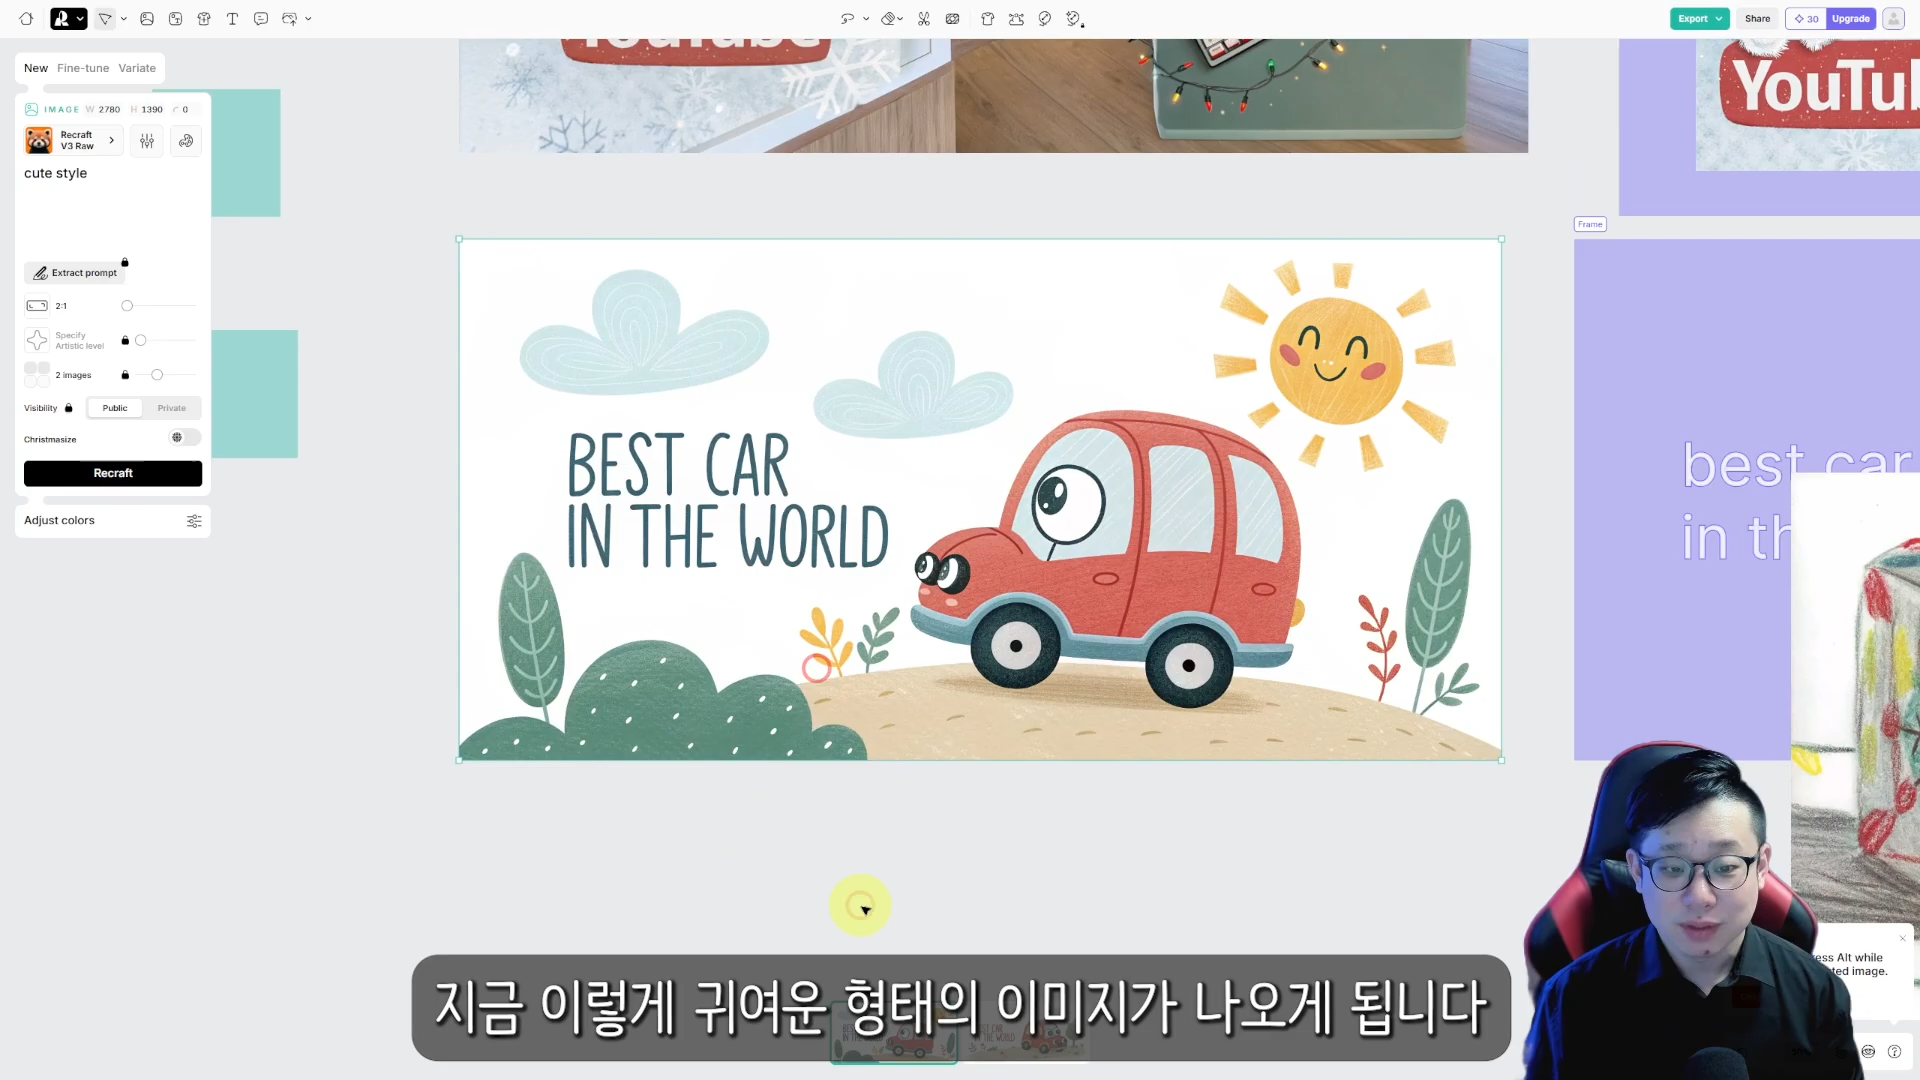 Export
Share
30
Upgrade
New
Fine-tune
Variate
YouTube
YouTu
IMAGE
W 2780
H 1390
0
Recraft
V3 Raw
cute style
Extract prompt
2:1
Specify
Artistic level
2 images
Visibility
Public
Private
Christmasize
Recraft
Adjust colors
Frame
BEST CAR
IN THE WORLD
best car
in th
ess Alt while
ted image.
지금 이렇게 귀여운 형태의 이미지가 나오게 됩니다